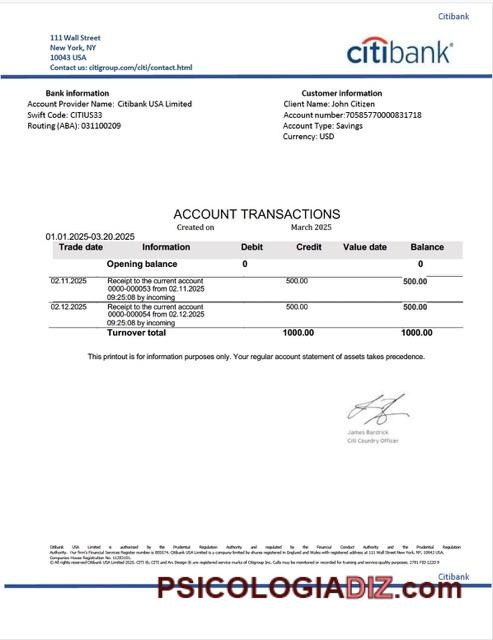 Citibank
111 Wall Street
New York, NY
10043 USA
Contact us: citigroup.com/citi/contact.html
citibank®
Bank information
Account Provider Name: Citibank USA Limited
Swift Code: CITIUS33
Routing (ABA): 031100209
Customer information
Client Name: John Citizen
Account number:70585770000831718
Account Type: Savings
Currency: USD
ACCOUNT TRANSACTIONS
Created on March 2025
01.01.2025-03.20.2025
Trade date Information Debit Credit Value date Balance
Opening balance 0 0
02.11.2025 Receipt to the current account 500.00 500.00
0000-000053 from 02.11.2025
09:25:08 by incoming
02.12.2025 Receipt to the current account 500.00 500.00
0000-000054 from 02.12.2025
09:25:08 by incoming
Turnover total 1000.00 1000.00
This printout is for information purposes only. Your regular account statement of assets takes precedence.
James Bardrick
Citi Country Officer
Citibank USA Limited is authorised by the Prudential Regulation Authority and regulated by the Financial Conduct Authority and the Prudential Regulation
Authority. Our firm's Financial Services Register number is 805574. Citibank USA Limited is a company limited by shares registered in England and Wales with registered address at 111 Wall Street New York, NY, 10043 USA,
Companies House Registration No. 11283101.
© All rights reserved Citibank USA Limited 2025. CITI ®, CITI and Arc Design ® are registered service marks of Citigroup Inc. Calls may be monitored or recorded for training and service quality purposes.
Citibank
PSICOLOGIADIZ.com